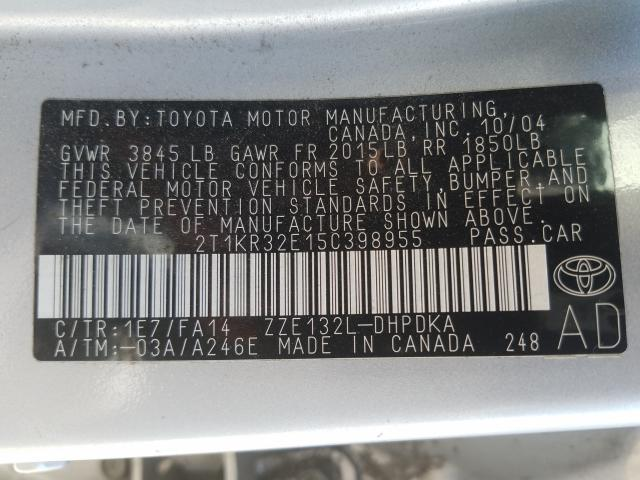 MFD. BY: TOYOTA MOTOR MANUFACTURING,
CANADA, INC. 10/04
GVWR 3845 LB GAWR FR 2015LB, RR 1850LB
THIS VEHICLE CONFORMS TO ALL APPLICABLE
FEDERAL MOTOR VEHICLE SAFETY, BUMPER, AND
THEFT PREVENTION STANDARDS IN EFFECT ON
THE DATE OF MANUFACTURE SHOWN ABOVE.
2T1KR32E15C398955 PASS. CAR
C/TR: 1E7/FA14 ZZE132L-DHPDKA
A/TM: -03A/A246E MADE IN CANADA 248
AD